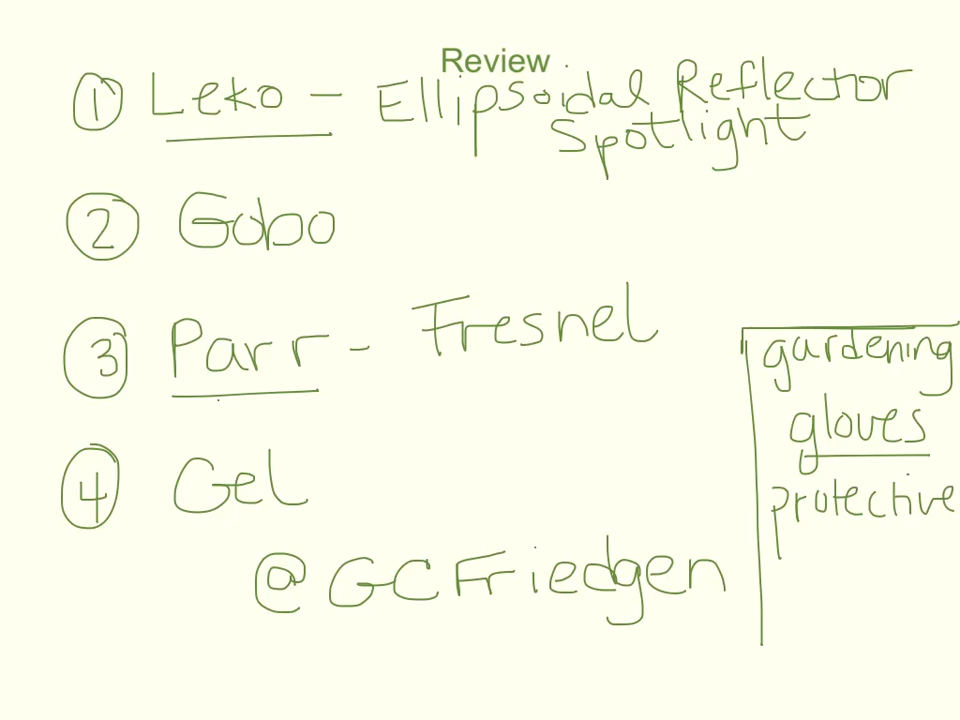 Review
① Leko - Ellipsoidal Reflector
Spotlight
② Gobo
③ Parr - Fresnel
④ Gel
@GCFriedgen
gardening
gloves
protective